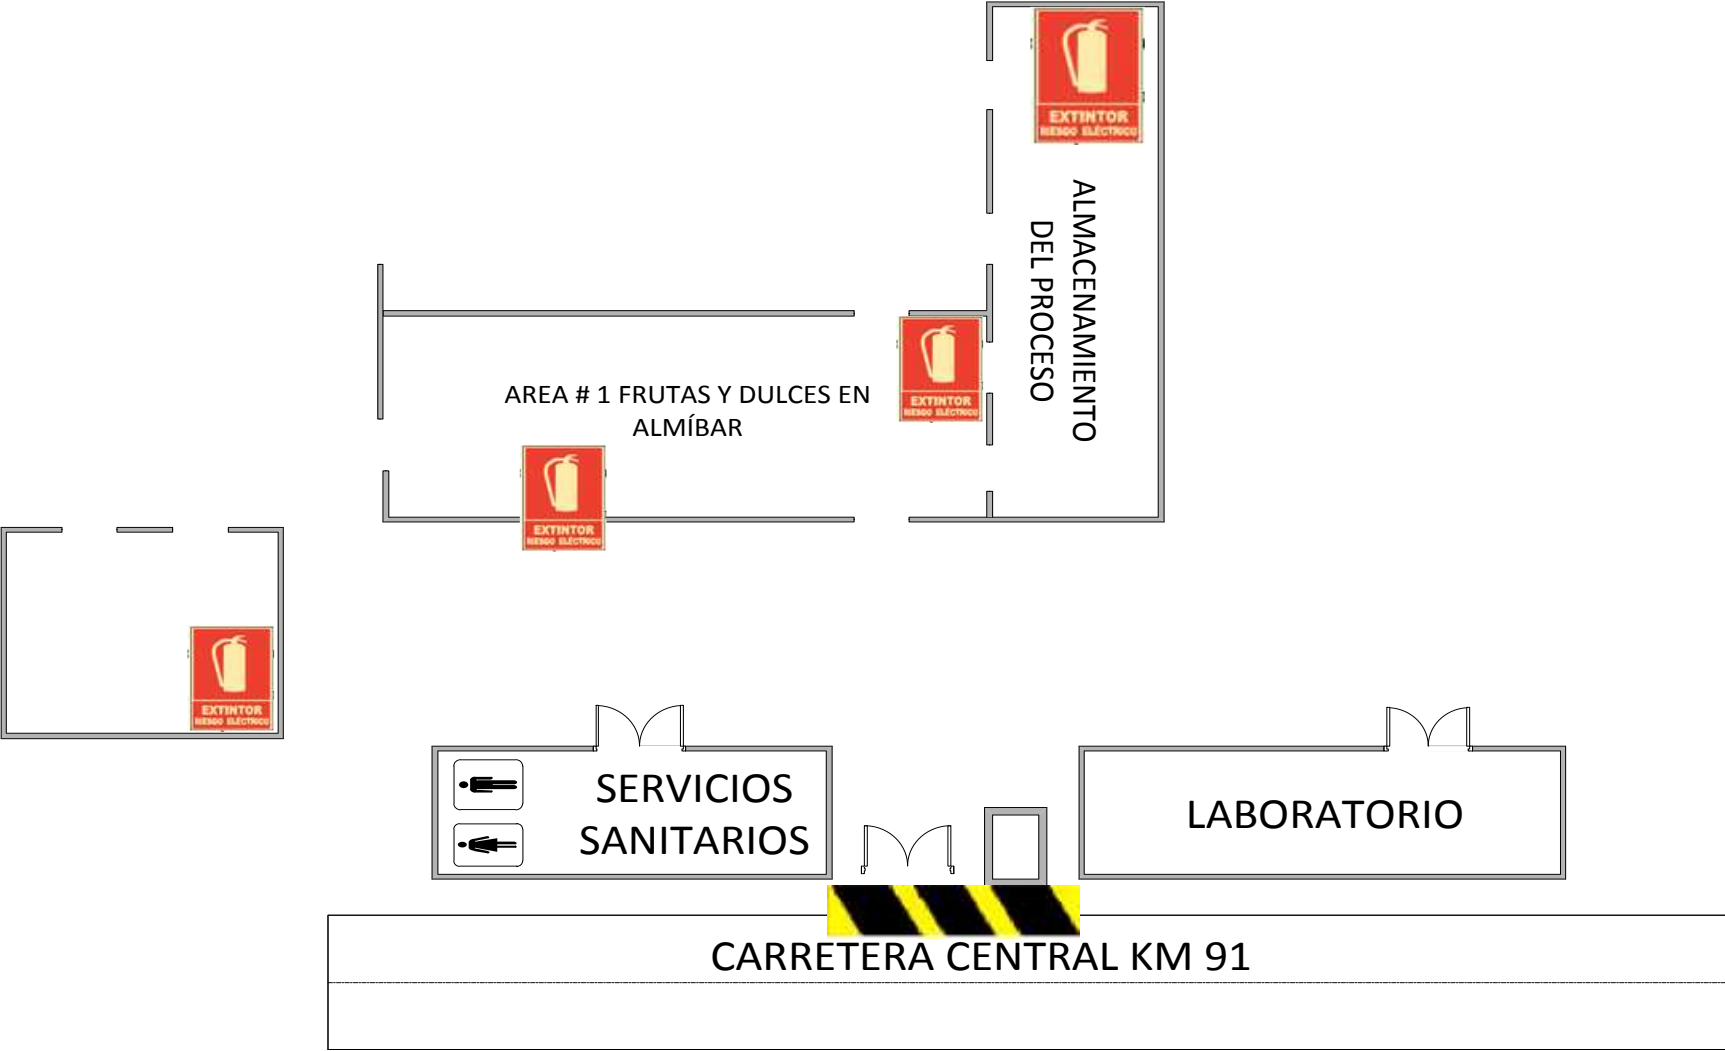 EXTINTOR
RIESGO ELÉCTRICO
ALMACENAMIENTO
DEL PROCESO
EXTINTOR
RIESGO ELÉCTRICO
AREA # 1 FRUTAS Y DULCES EN
ALMÍBAR
EXTINTOR
RIESGO ELÉCTRICO
EXTINTOR
RIESGO ELÉCTRICO
SERVICIOS
SANITARIOS
LABORATORIO
CARRETERA CENTRAL KM 91